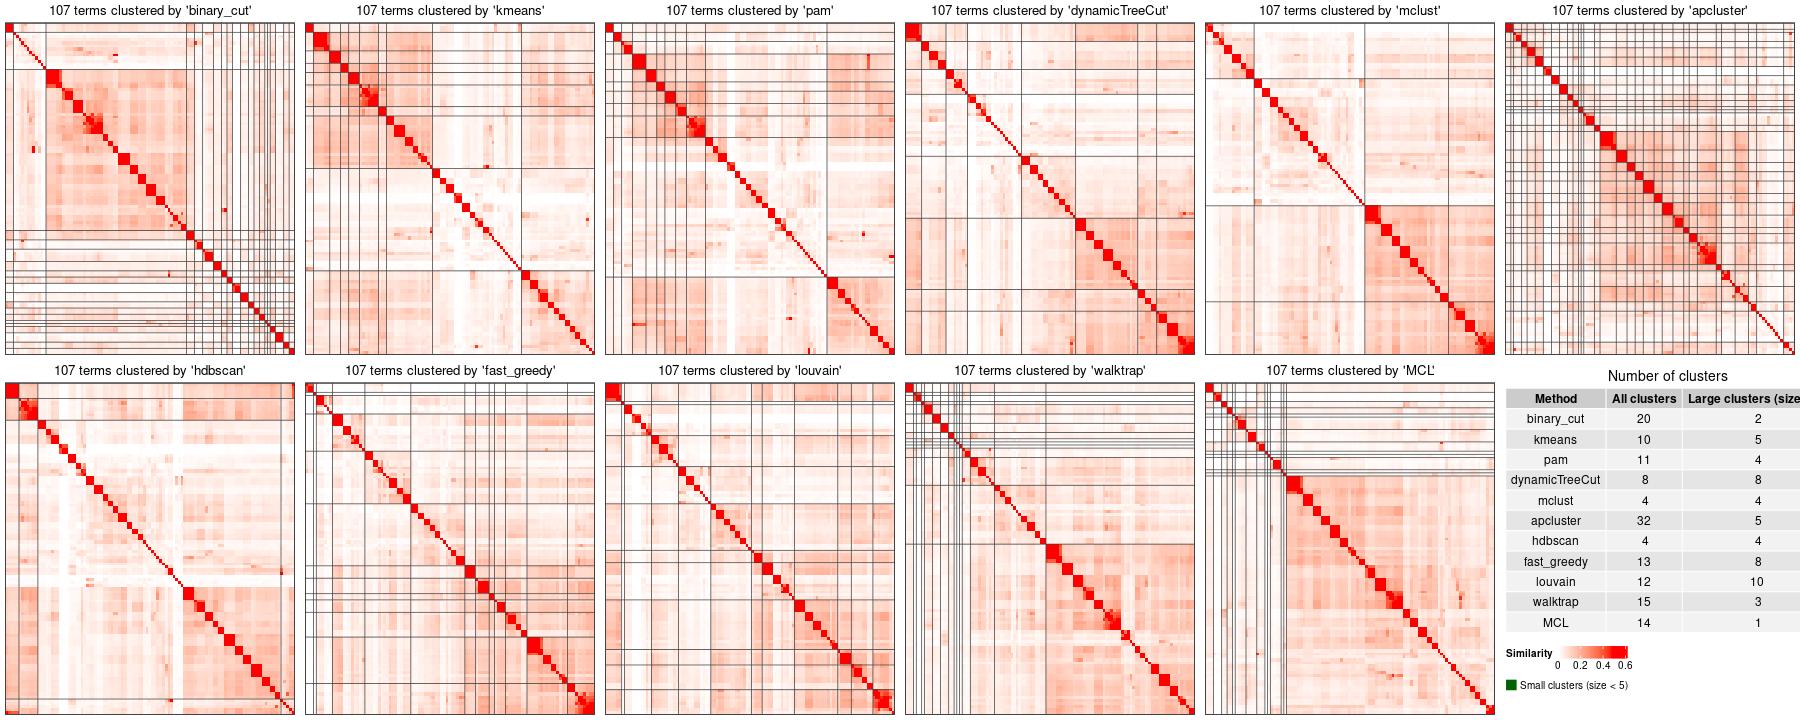 107 terms clustered by 'binary_cut'
107 terms clustered by 'kmeans'
107 terms clustered by 'pam'
107 terms clustered by 'dynamicTreeCut'
107 terms clustered by 'mclust'
107 terms clustered by 'apcluster'
107 terms clustered by 'hdbscan'
107 terms clustered by 'fast_greedy'
107 terms clustered by 'louvain'
107 terms clustered by 'walktrap'
107 terms clustered by 'MCL'
Number of clusters
Method All clusters Large clusters (size
binary_cut 20 2
kmeans 10 5
pam 11 4
dynamicTreeCut 8 8
mclust 4 4
apcluster 32 5
hdbscan 4 4
fast_greedy 13 8
louvain 12 10
walktrap 15 3
MCL 14 1
Similarity
0 0.2 0.4 0.6
Small clusters (size < 5)